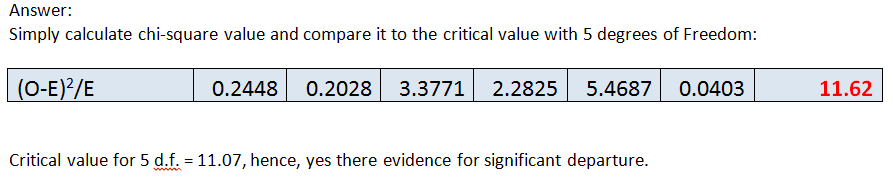 Answer:
Simply calculate chi-square value and compare it to the critical value with 5 degrees of Freedom:
(O-E)²/E 0.2448 0.2028 3.3771 2.2825 5.4687 0.0403 11.62
Critical value for 5 d.f. = 11.07, hence, yes there evidence for significant departure.